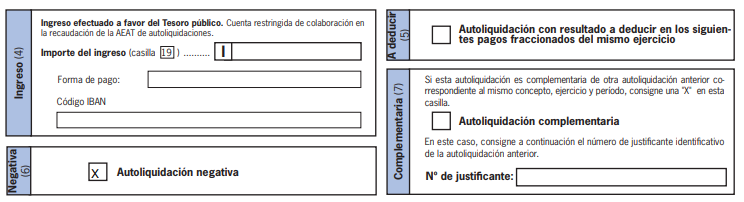 Ingreso (4)
Ingreso efectuado a favor del Tesoro público. Cuenta restringida de colaboración en
la recaudación de la AEAT de autoliquidaciones.
Importe del ingreso (casilla 19 ) .......... I
Forma de pago:
Código IBAN
Negativa
(6)
X Autoliquidación negativa
A deducir
(5)
Autoliquidación con resultado a deducir en los siguien-
tes pagos fraccionados del mismo ejercicio
Complementaria (7)
Si esta autoliquidación es complementaria de otra autoliquidación anterior co-
rrespondiente al mismo concepto, ejercicio y período, consigne una "X" en esta
casilla.
Autoliquidación complementaria
En este caso, consigne a continuación el número de justificante identificativo
de la autoliquidación anterior.
Nº de justificante: